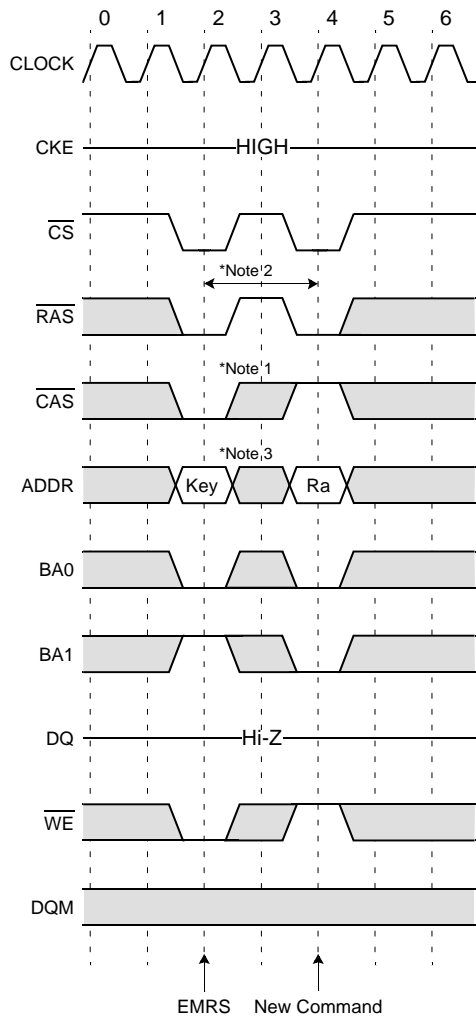 0 1 2 3 4 5 6
CLOCK
CKE HIGH
CS
*Note 2
RAS
*Note 1
CAS
*Note 3
ADDR Key Ra
BA0
BA1
DQ Hi-Z
WE
DQM
EMRS New Command